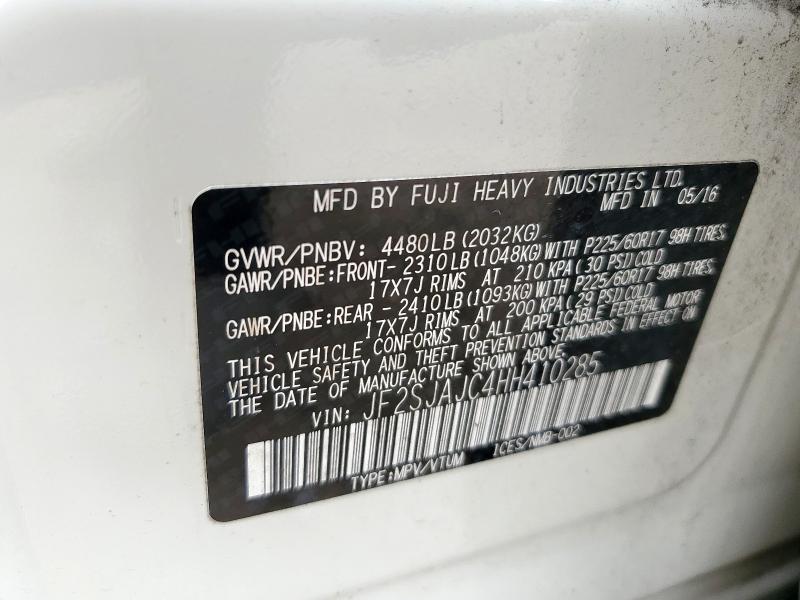 MFD BY FUJI HEAVY INDUSTRIES LTD.
MFD IN 05/16
GVWR/PNBV: 4480LB(2032KG)
GAWR/PNBE:FRONT-2310LB(1048KG)WITH P225/60R17 98H TIRES,
17X7J RIMS AT 210 KPA(30 PSI)COLD
GAWR/PNBE:REAR -2410LB(1093KG)WITH P225/60R17 98H TIRES,
17X7J RIMS AT 200 KPA(29 PSI)COLD
THIS VEHICLE CONFORMS TO ALL APPLICABLE FEDERAL MOTOR
VEHICLE SAFETY AND THEFT PREVENTION STANDARDS IN EFFECT ON
THE DATE OF MANUFACTURE SHOWN ABOVE.
VIN: JF2SJAJC4HH410285
TYPE:MPV/VTUM ICES/NMB-002